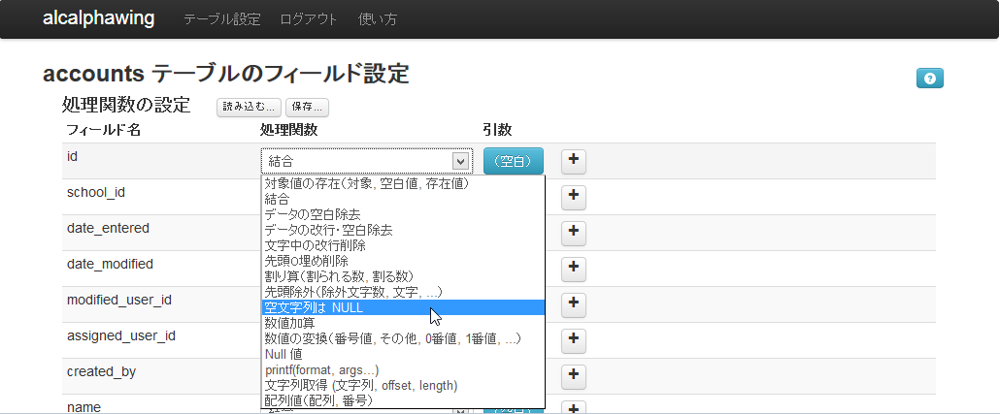 alcalphawing テーブル設定 ログアウト 使い方
accounts テーブルのフィールド設定
処理関数の設定 読み込む... 保存...
フィールド名 処理関数 引数
id 結合 （空白） +
対象値の存在（対象, 空白値, 存在値）
school_id 結合 +
データの空白除去
date_entered データの改行・空白除去 +
文字中の改行削除
date_modified 先頭0埋め削除 +
割り算（割られる数, 割る数）
先頭除外（除外文字数, 文字, ...）
modified_user_id 空文字列は NULL +
数値加算
assigned_user_id 数値の変換（番号値, その他, 0番値, 1番値, ...） +
Null 値
created_by printf(format, args...) +
文字列取得 (文字列, offset, length)
配列値（配列, 番号）
name +